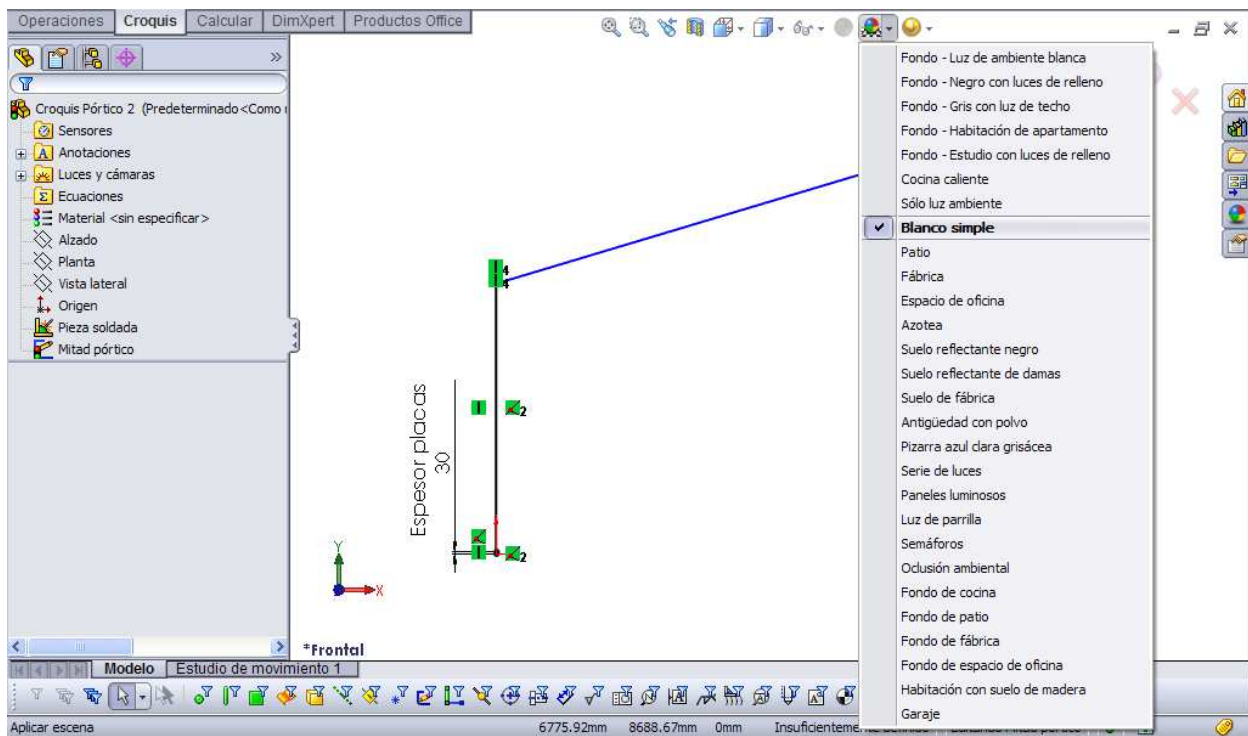 Operaciones Croquis Calcular DimXpert Productos Office
Croquis Pórtico 2 (Predeterminado<Como
Sensores
Anotaciones
Luces y cámaras
Ecuaciones
Material <sin especificar>
Alzado
Planta
Vista lateral
Origen
Pieza soldada
Mitad pórtico
4
4
2
2
Espesor placas
30
Y
X
*Frontal
Fondo - Luz de ambiente blanca
Fondo - Negro con luces de relleno
Fondo - Gris con luz de techo
Fondo - Habitación de apartamento
Fondo - Estudio con luces de relleno
Cocina caliente
Sólo luz ambiente
Blanco simple
Patio
Fábrica
Espacio de oficina
Azotea
Suelo reflectante negro
Suelo reflectante de damas
Suelo de fábrica
Antigüedad con polvo
Pizarra azul clara grisácea
Serie de luces
Paneles luminosos
Luz de parrilla
Semáforos
Oclusión ambiental
Fondo de cocina
Fondo de patio
Fondo de fábrica
Fondo de espacio de oficina
Habitación con suelo de madera
Garaje
Modelo Estudio de movimiento 1
Aplicar escena 6775.92mm 8688.67mm 0mm